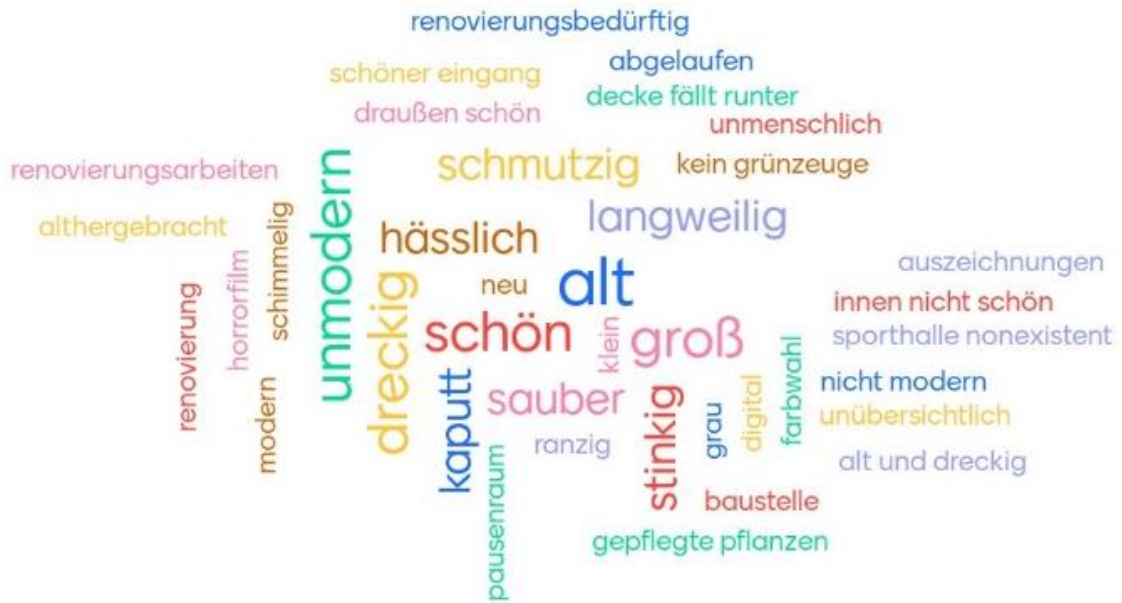 renovierungsbedürftig
abgelaufen
schöner eingang
decke fällt runter
draußen schön
unmenschlich
schmutzig
kein grünzeuge
renovierungsarbeiten
unmodern
langweilig
althergebracht
schimmelig
hässlich
horrorfilm
auszeichnungen
neu
alt
dreckig
innen nicht schön
renovierung
schön
klein
groß
sporthalle nonexistent
modern
kaputt
sauber
stinkig
grau
digital
farbwahl
nicht modern
unübersichtlich
ranzig
alt und dreckig
pausenraum
baustelle
gepflegte pflanzen